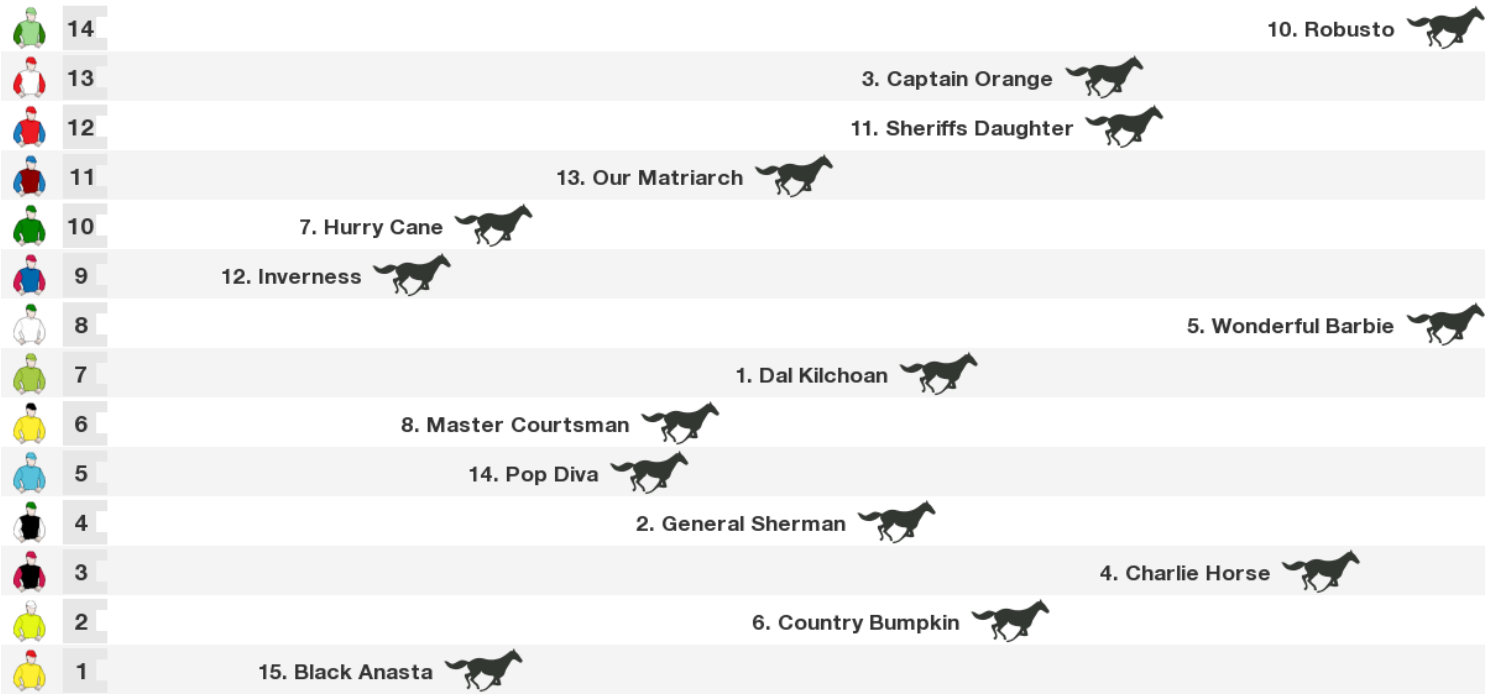 14 10. Robusto
13 3. Captain Orange
12 11. Sheriffs Daughter
11 13. Our Matriarch
10 7. Hurry Cane
9 12. Inverness
8 5. Wonderful Barbie
7 1. Dal Kilchoan
6 8. Master Courtsman
5 14. Pop Diva
4 2. General Sherman
3 4. Charlie Horse
2 6. Country Bumpkin
1 15. Black Anasta